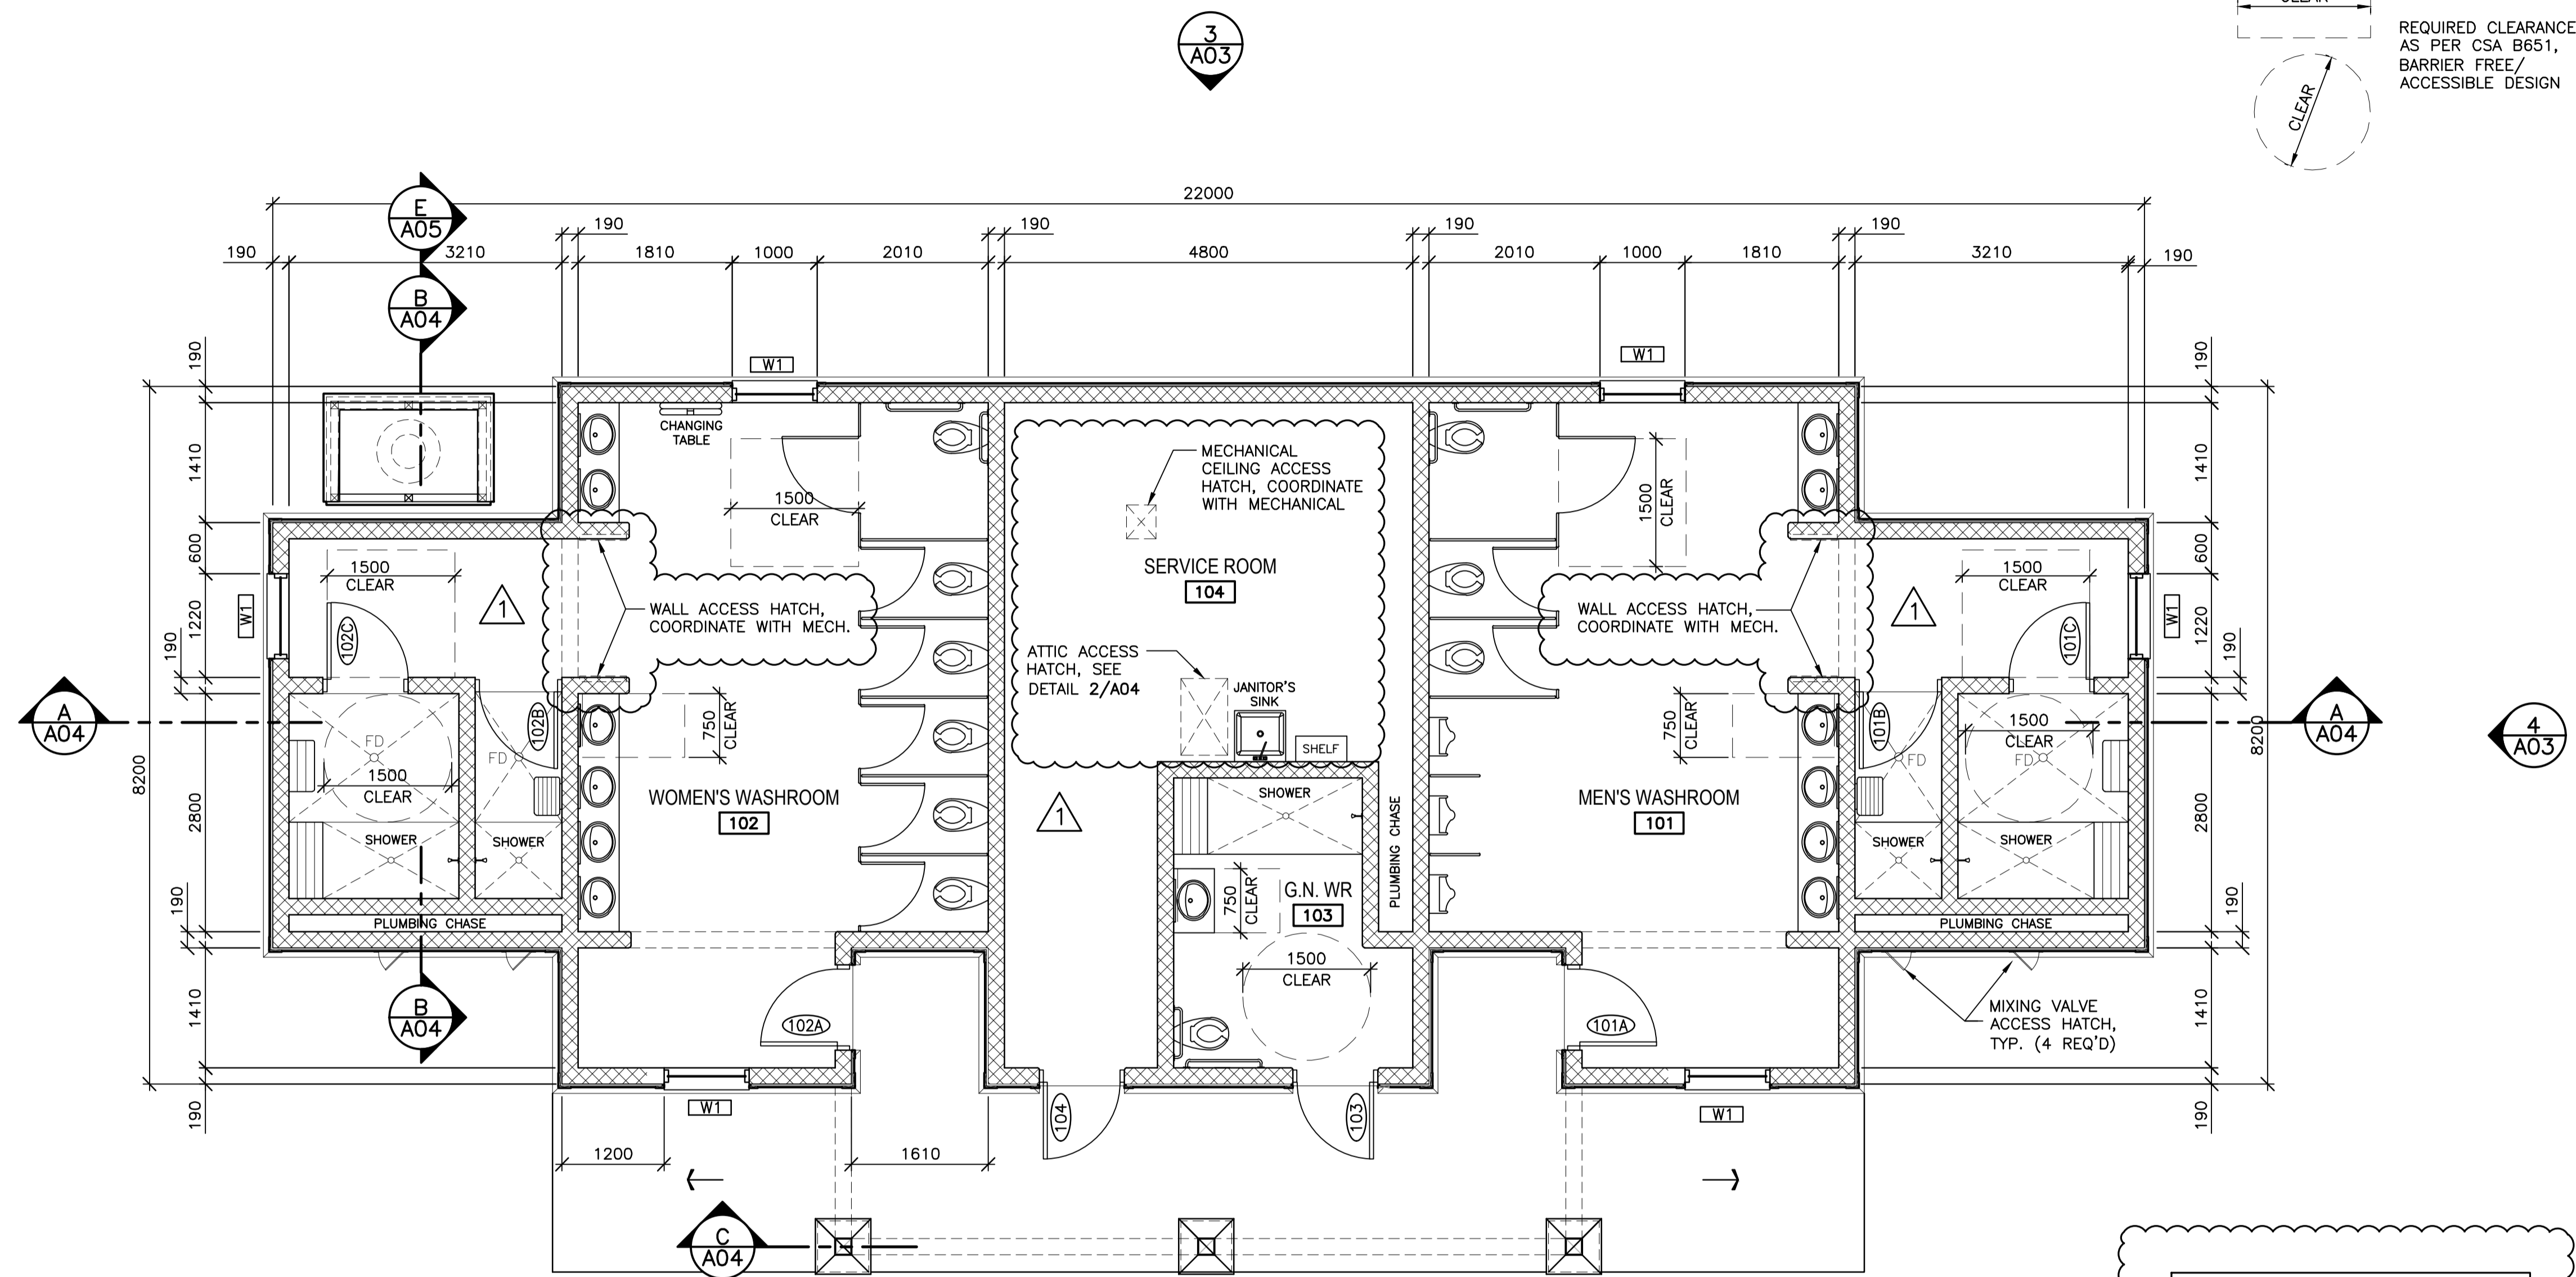 CLEAR
REQUIRED CLEARANCE
AS PER CSA B651,
BARRIER FREE/
ACCESSIBLE DESIGN
CLEAR
3
A03
22000
E
A05
190
190
190
190
190
3210
1810
1000
2010
4800
2010
1000
1810
3210
190
B
A04
W1
W1
190
1410
600
1220
190
2800
190
1410
190
8200
190
1410
600
1220
190
2800
190
1410
190
8200
CHANGING
TABLE
1500
CLEAR
MECHANICAL
CEILING ACCESS
HATCH, COORDINATE
WITH MECHANICAL
1500
CLEAR
SERVICE ROOM
104
1500
CLEAR
1
WALL ACCESS HATCH,
COORDINATE WITH MECH.
WALL ACCESS HATCH,
COORDINATE WITH MECH.
1
1500
CLEAR
W1
W1
102C
101C
ATTIC ACCESS
HATCH, SEE
DETAIL 2/A04
JANITOR'S
SINK
SHELF
A
A04
A
A04
4
A03
102B
101B
FD
FD
1500
CLEAR
750
CLEAR
750
CLEAR
1500
CLEAR
FD
FD
WOMEN'S WASHROOM
102
1
SHOWER
MEN'S WASHROOM
101
PLUMBING CHASE
SHOWER
SHOWER
SHOWER
SHOWER
750
CLEAR
G.N. WR
103
PLUMBING CHASE
PLUMBING CHASE
1500
CLEAR
B
A04
102A
101A
MIXING VALVE
ACCESS HATCH,
TYP. (4 REQ'D)
W1
104
103
W1
1200
1610
C
A04